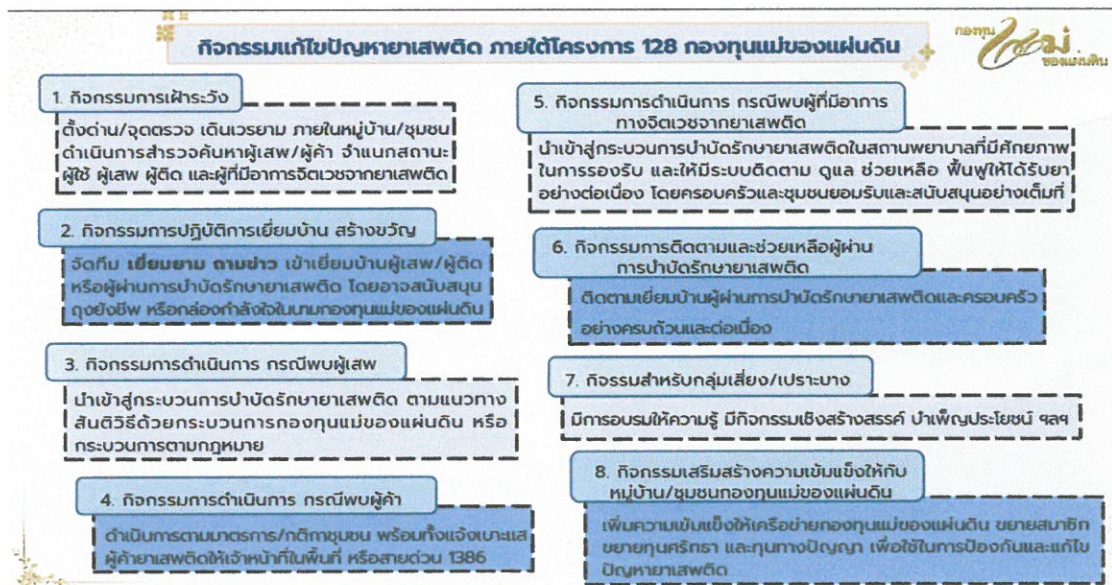 กิจกรรมแก้ไขปัญหายาเสพติด ภายใต้โครงการ 128 กองทุนแม่ของแผ่นดิน
กองทุน
แม่
ของแผ่นดิน
1. กิจกรรมการเฝ้าระวัง
ตั้งด่าน/จุดตรวจ เดินเวรยาม ภายในหมู่บ้าน/ชุมชน
ดำเนินการสำรวจค้นหาผู้เสพ/ผู้ค้า จำแนกสถานะ
ผู้ใช้ ผู้เสพ ผู้ติด และผู้ที่มีอาการจิตเวชจากยาเสพติด
2. กิจกรรมการปฏิบัติการเยี่ยมบ้าน สร้างขวัญ
จัดทีม เยี่ยมยาม ถามข่าว เข้าเยี่ยมบ้านผู้เสพ/ผู้ติด
หรือผู้ผ่านการบำบัดรักษายาเสพติด โดยอาจสนับสนุน
ถุงยังชีพ หรือกล่องกำลังใจในนามกองทุนแม่ของแผ่นดิน
3. กิจกรรมการดำเนินการ กรณีพบผู้เสพ
นำเข้าสู่กระบวนการบำบัดรักษายาเสพติด ตามแนวทาง
สันติวิธีด้วยกระบวนการกองทุนแม่ของแผ่นดิน หรือ
กระบวนการตามกฎหมาย
4. กิจกรรมการดำเนินการ กรณีพบผู้ค้า
ดำเนินการตามมาตรการ/กติกาชุมชน พร้อมทั้งแจ้งเบาะแส
ผู้ค้ายาเสพติดให้เจ้าหน้าที่ในพื้นที่ หรือสายด่วน 1386
5. กิจกรรมการดำเนินการ กรณีพบผู้ที่มีอาการ
ทางจิตเวชจากยาเสพติด
นำเข้าสู่กระบวนการบำบัดรักษายาเสพติดในสถานพยาบาลที่มีศักยภาพ
ในการรองรับ และให้มีระบบติดตาม ดูแล ช่วยเหลือ ฟื้นฟูให้ได้รับยา
อย่างต่อเนื่อง โดยครอบครัวและชุมชนยอมรับและสนับสนุนอย่างเต็มที่
6. กิจกรรมการติดตามและช่วยเหลือผู้ผ่าน
การบำบัดรักษายาเสพติด
ติดตามเยี่ยมบ้านผู้ผ่านการบำบัดรักษายาเสพติดและครอบครัว
อย่างครบถ้วนและต่อเนื่อง
7. กิจรรมสำหรับกลุ่มเสี่ยง/เปราะบาง
มีการอบรมให้ความรู้ มีกิจกรรมเชิงสร้างสรรค์ บำเพ็ญประโยชน์ ฯลฯ
8. กิจกรรมเสริมสร้างความเข้มแข็งให้กับ
หมู่บ้าน/ชุมชนกองทุนแม่ของแผ่นดิน
เพิ่มความเข้มแข็งให้เครือข่ายกองทุนแม่ของแผ่นดิน ขยายสมาชิก
ขยายทุนศรัทธา และทุนทางปัญญา เพื่อใช้ในการป้องกันและแก้ไข
ปัญหายาเสพติด